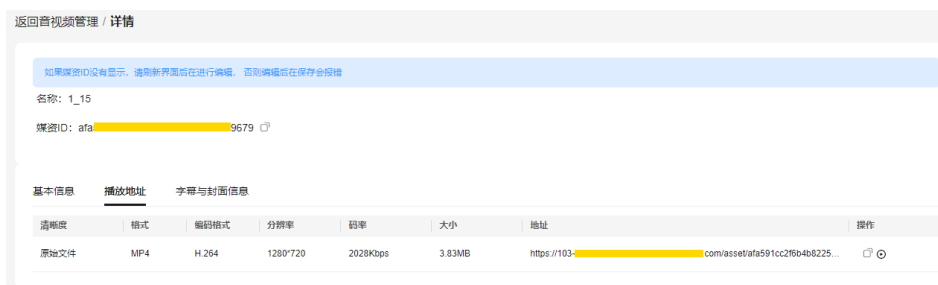 返回音视频管理 / 详情
如果媒资ID没有显示，请刷新界面后在进行编辑， 否则编辑后在保存会报错
名称：1_15
媒资ID：afa 9679
基本信息 播放地址 字幕与封面信息
清晰度 格式 编码格式 分辨率 码率 大小 地址 操作
原始文件 MP4 H.264 1280*720 2028Kbps 3.83MB https://103- com/asset/afa591cc2f6b4b8225...